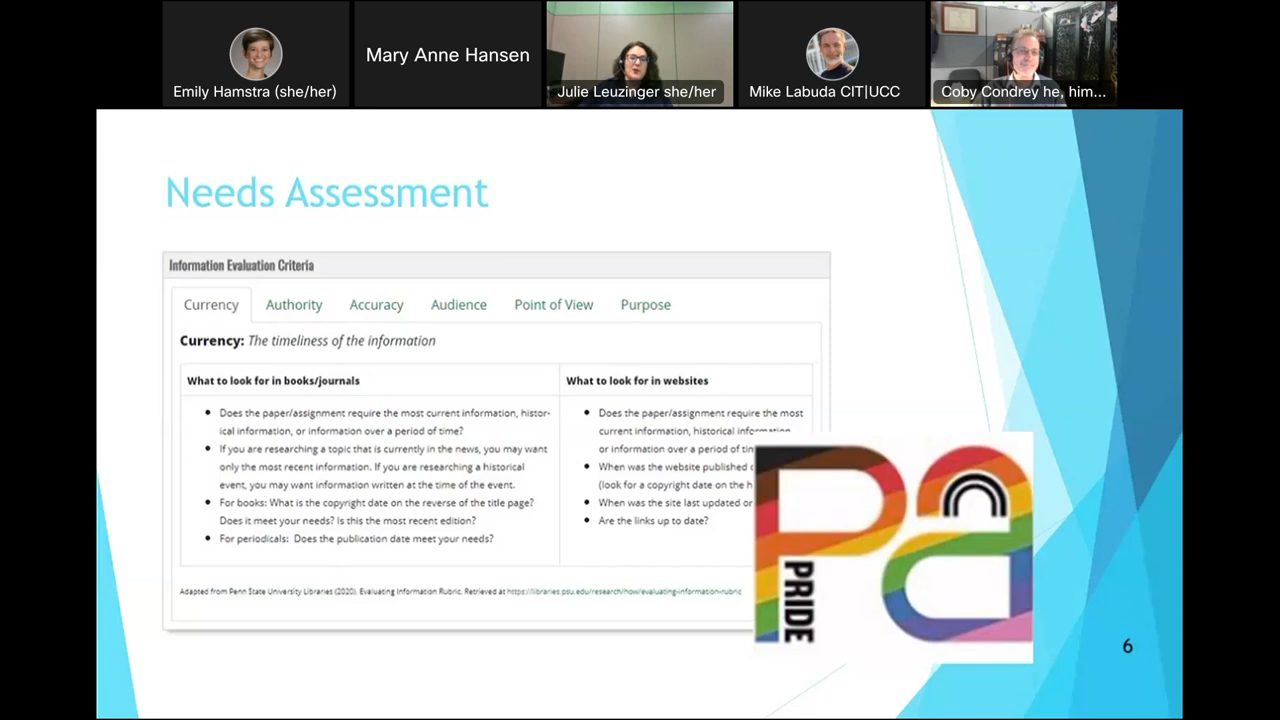 Emily Hamstra (she/her)
Mary Anne Hansen
Julie Leuzinger she/her
Mike Labuda CIT|UCC
Coby Condrey he, him...
Needs Assessment
Information Evaluation Criteria
Currency Authority Accuracy Audience Point of View Purpose
Currency: The timeliness of the information
What to look for in books/journals
• Does the paper/assignment require the most current information, histor-
ical information, or information over a period of time?
• If you are researching a topic that is currently in the news, you may want
only the most recent information. If you are researching a historical
event, you may want information written at the time of the event.
• For books: What is the copyright date on the reverse of the title page?
Does it meet your needs? Is this the most recent edition?
• For periodicals: Does the publication date meet your needs?
What to look for in websites
• Does the paper/assignment require the most
current information, historical information,
or information over a period of
• When was the website published
(look for a copyright date on the
• When was the site last updated or
• Are the links up to date?
Adapted from Penn State University Libraries (2020). Evaluating Information Rubric. Retrieved at https://libraries.psu.edu/research/how/evaluating-information-rubric
Pa
PRIDE
6